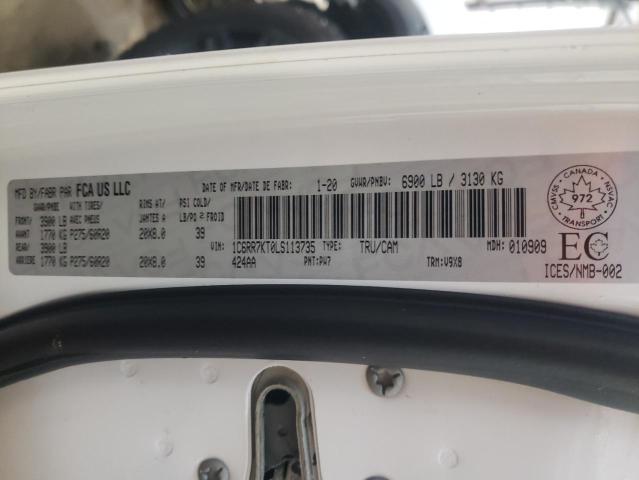 MFD BY/FABR PAR FCA US LLC
DATE OF MFR/DATE DE FABR: 1-20 GVWR/PNBV: 6900 LB / 3130 KG
GAWR/PNBE WITH TIRES/ RIMS AT/ PSI COLD/
FRONT/ 3900 LB AVEC PNEUS JANTES A LB/PO 2 FROID
AVANT 1770 KG P275/60R20 20X8.0 39
REAR/ 3900 LB
ARRIERE 1770 KG P275/60R20 20X8.0 39
VIN: 1C6RR7KT0LS113735 TYPE: TRU/CAM MDH: 010909
424AA PNT: PW7 TRM: V9X8
CANADA
CMVSS 972 NSVAC
TRANSPORT
EC
ICES/NMB-002